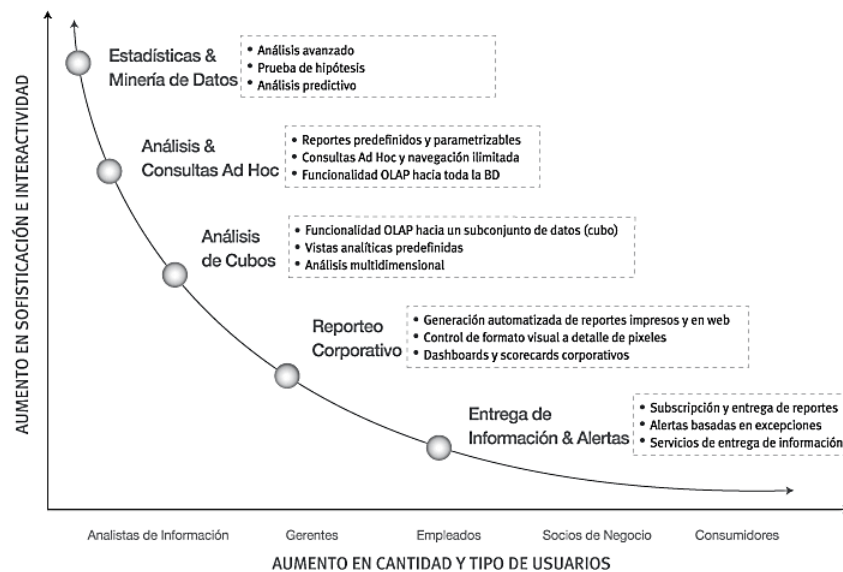 AUMENTO EN SOFISTICACIÓN E INTERACTIVIDAD
Estadísticas &
Minería de Datos
• Análisis avanzado
• Prueba de hipótesis
• Análisis predictivo
Análisis &
Consultas Ad Hoc
• Reportes predefinidos y parametrizables
• Consultas Ad Hoc y navegación ilimitada
• Funcionalidad OLAP hacía toda la BD
Análisis
de Cubos
• Funcionalidad OLAP hacia un subconjunto de datos (cubo)
• Vistas analíticas predefinidas
• Análisis multidimensional
Reporteo
Corporativo
• Generación automatizada de reportes impresos y en web
• Control de formato visual a detalle de pixeles
• Dashboards y scorecards corporativos
Entrega de
Información & Alertas
• Subscripción y entrega de reportes
• Alertas basadas en excepciones
• Servicios de entrega de información
Analistas de Información
Gerentes
Empleados
Socios de Negocio
Consumidores
AUMENTO EN CANTIDAD Y TIPO DE USUARIOS